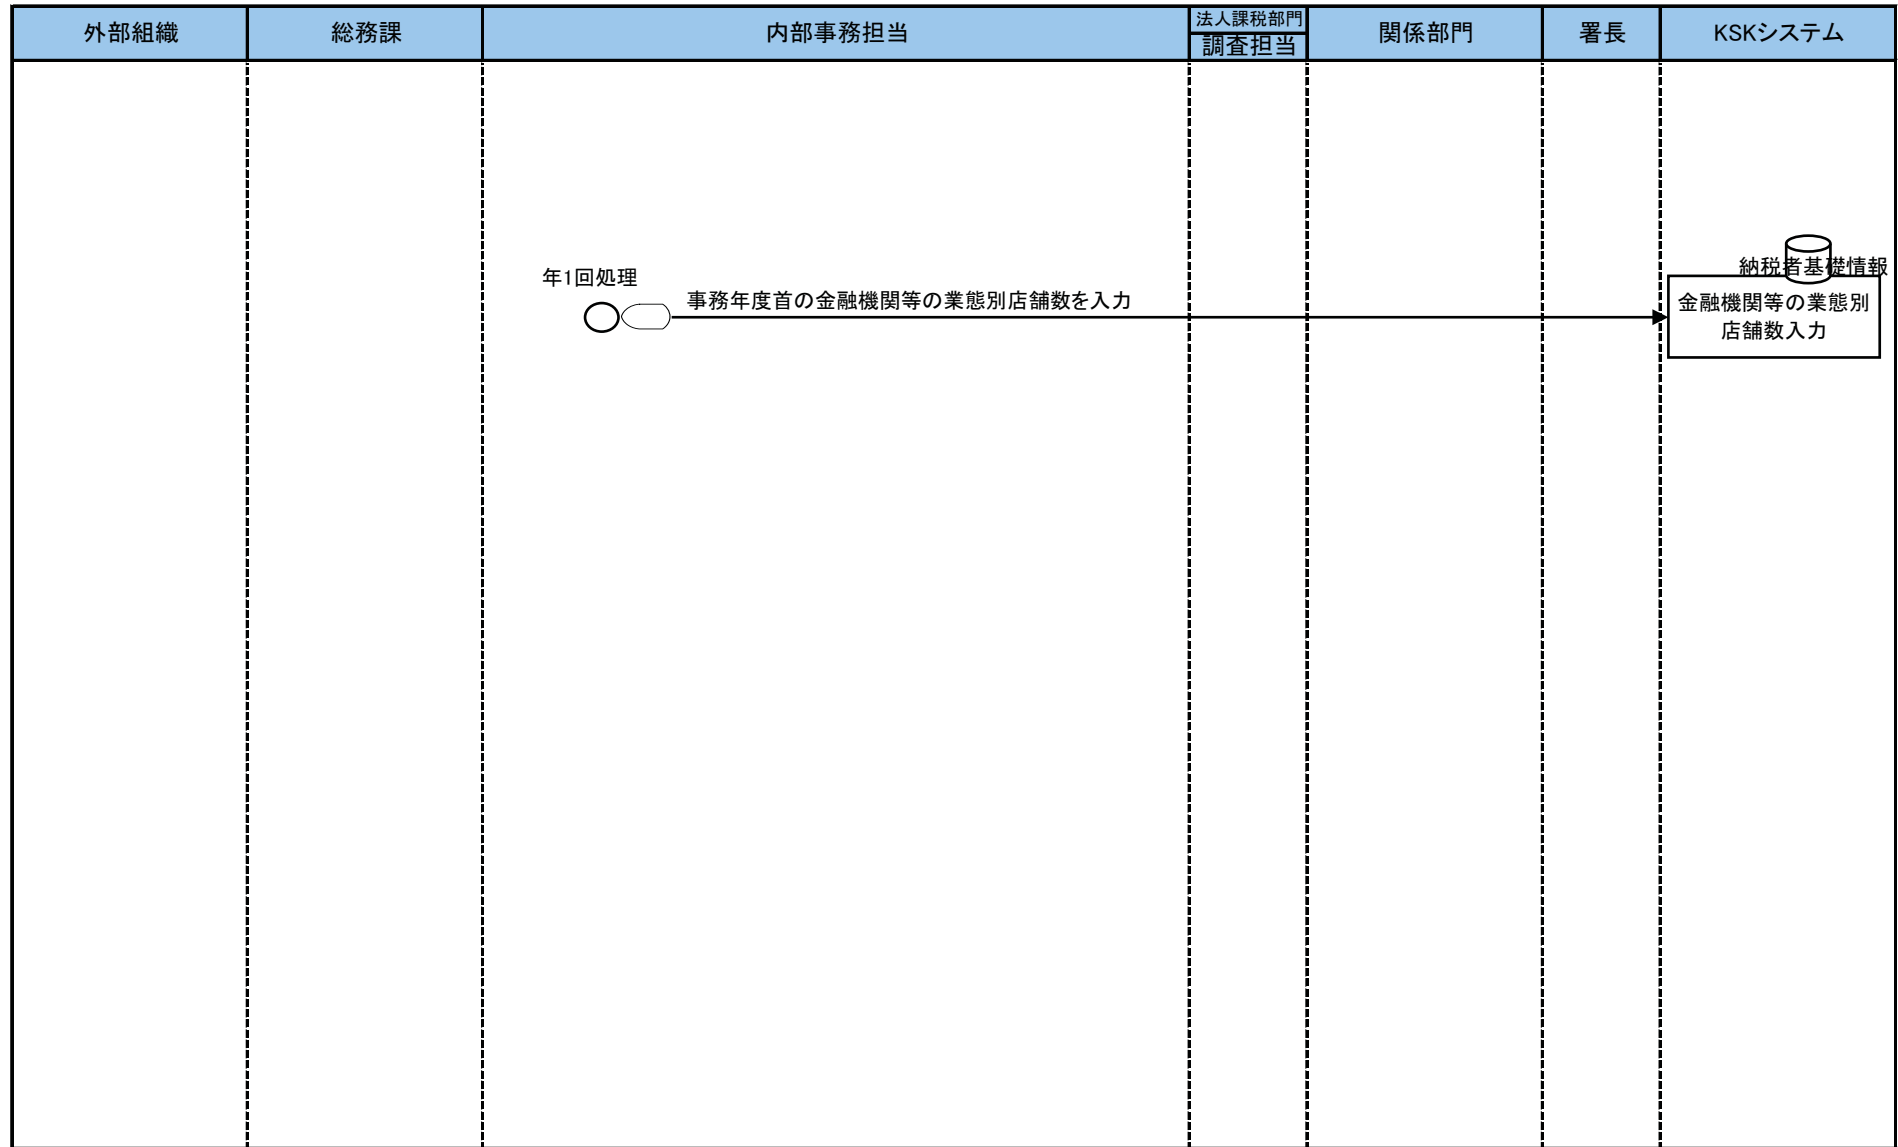 外部組織
総務課
内部事務担当
法人課税部門
調査担当
関係部門
署長
KSKシステム
年1回処理
事務年度首の金融機関等の業態別店舗数を入力
納税者基礎情報
金融機関等の業態別
店舗数入力